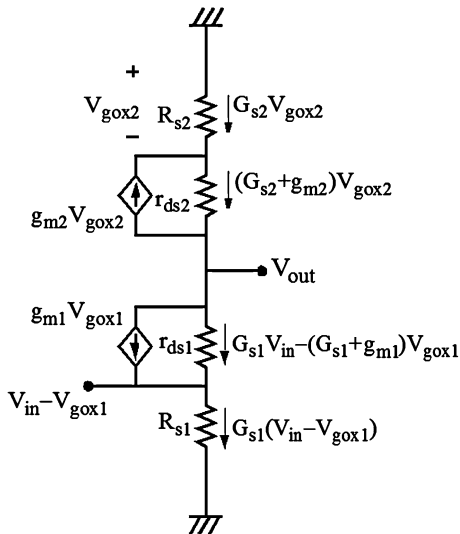 +
V_gox2
−
R_s2
G_s2V_gox2
r_ds2
(G_s2+g_m2)V_gox2
g_m2V_gox2
V_out
g_m1V_gox1
r_ds1
G_s1V_in−(G_s1+g_m1)V_gox1
V_in−V_gox1
R_s1
G_s1(V_in−V_gox1)